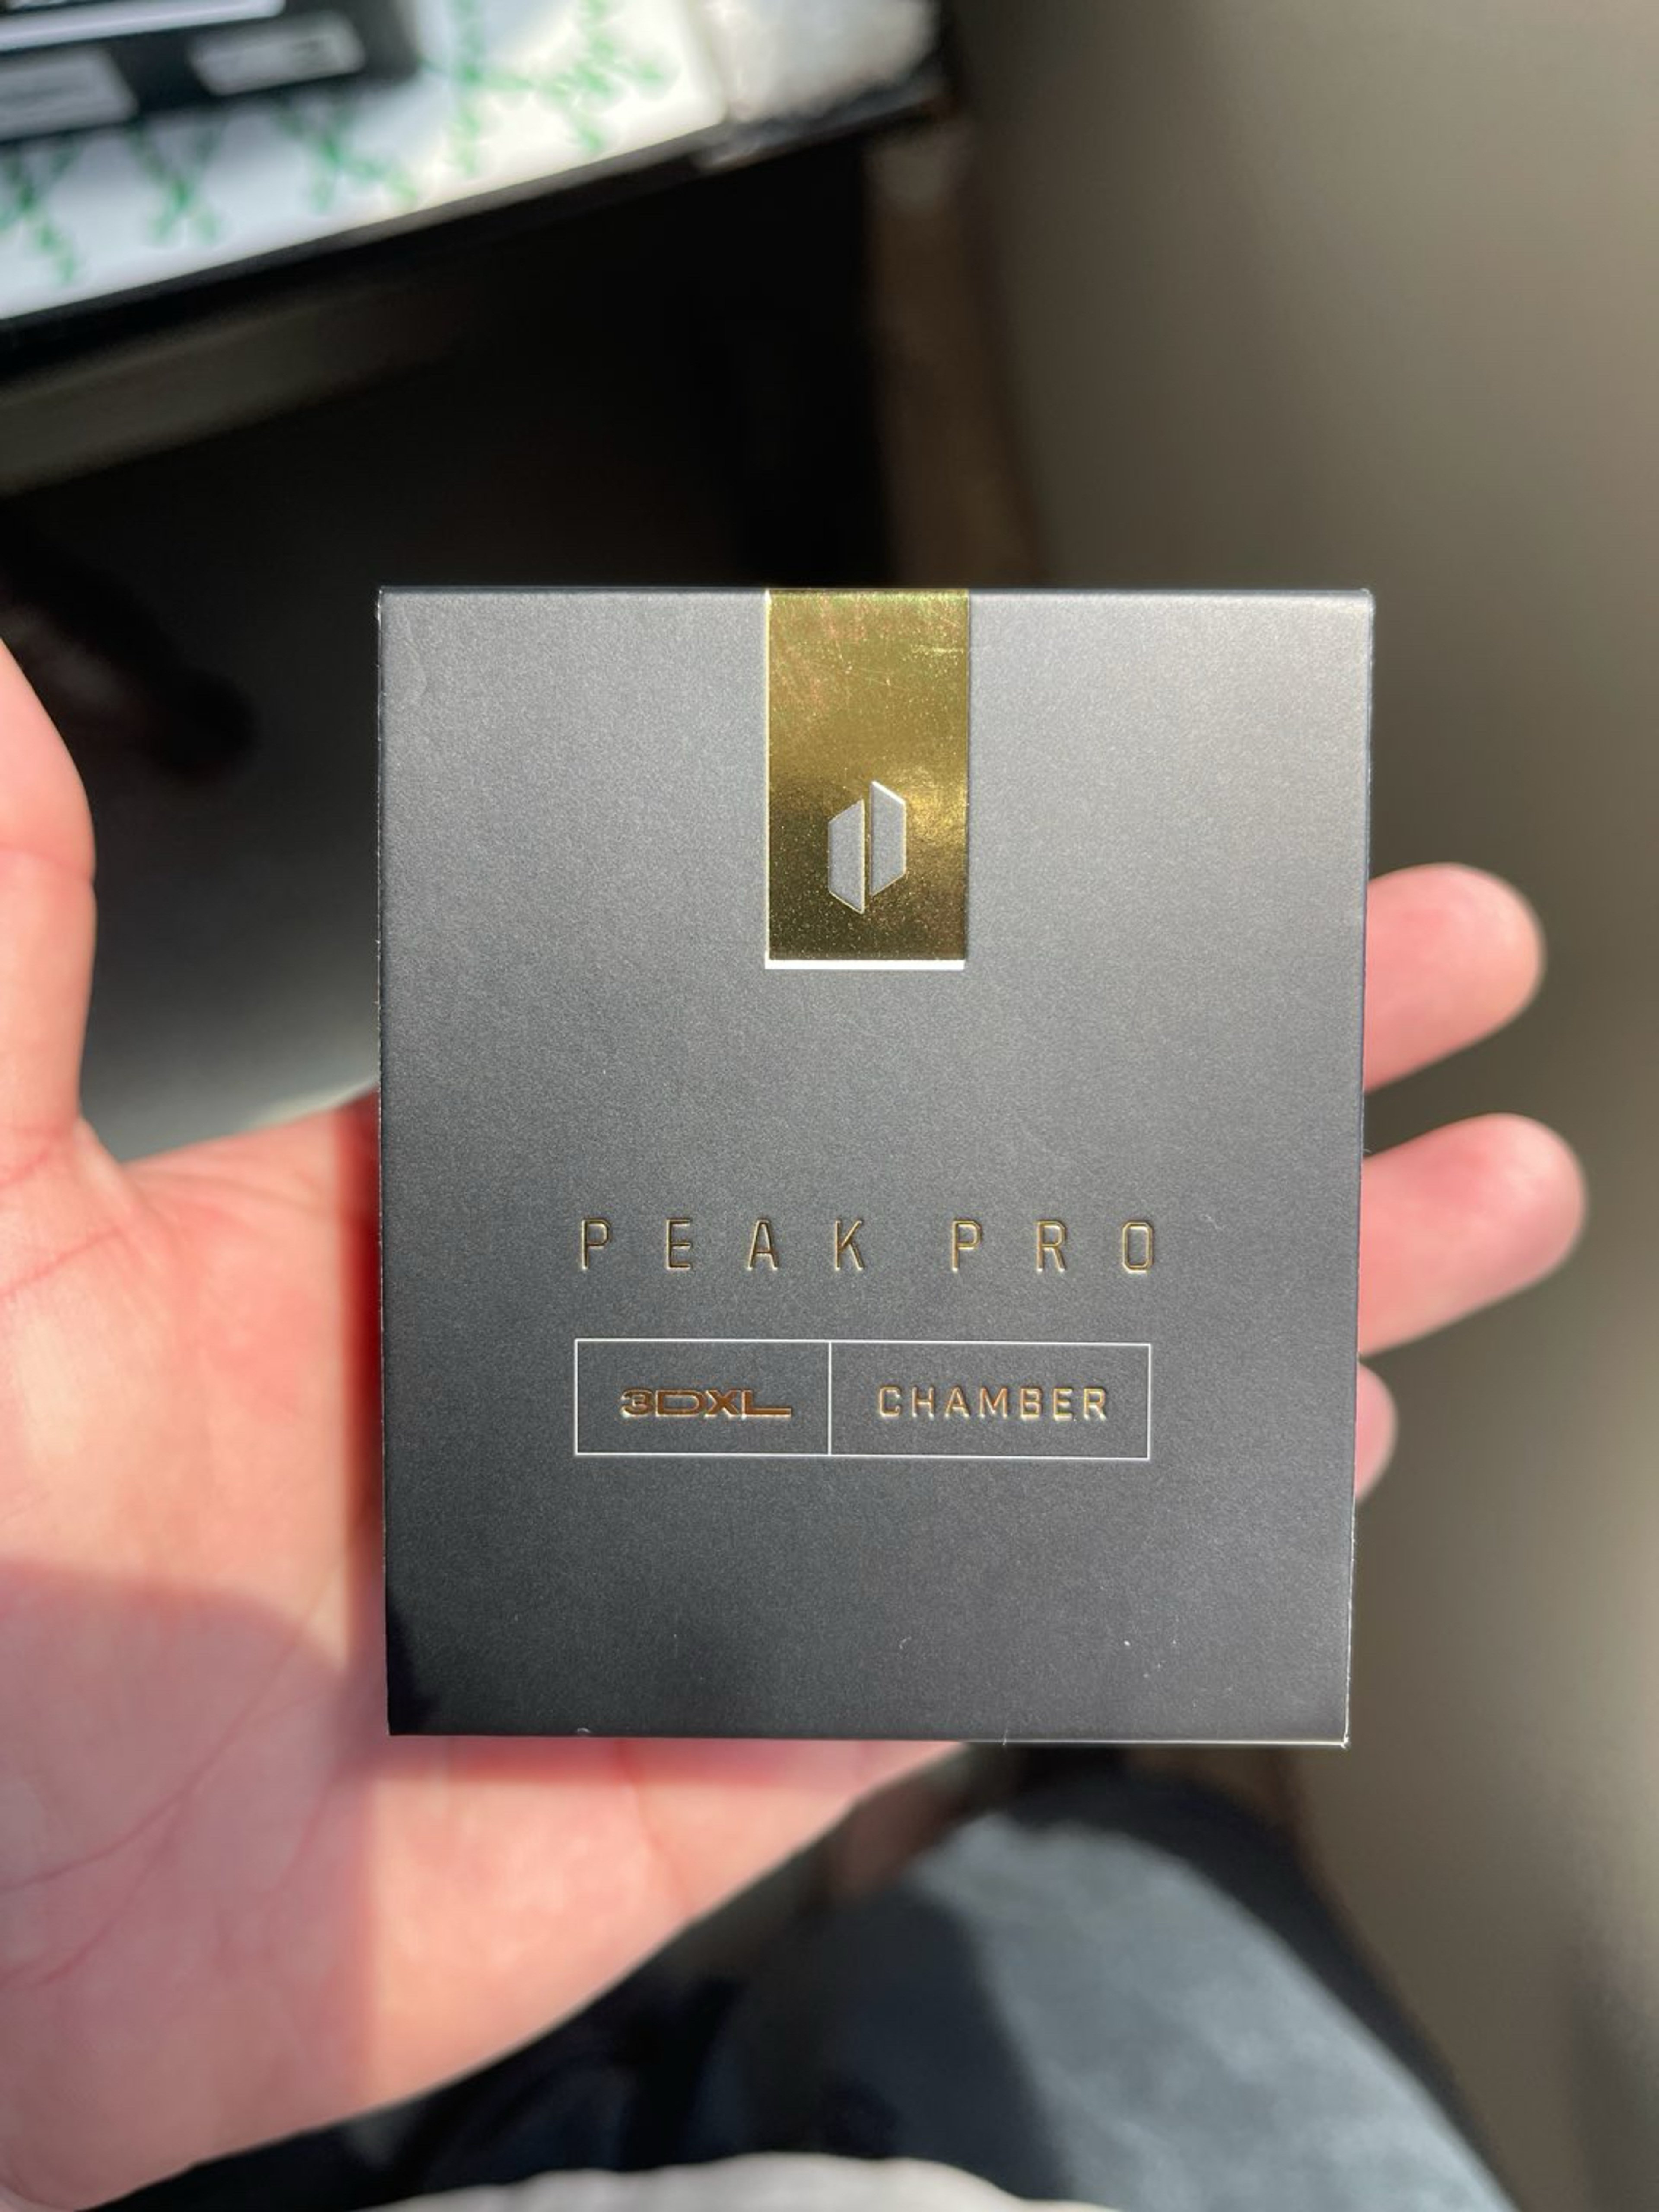 PEAK PRO
3DXL CHAMBER